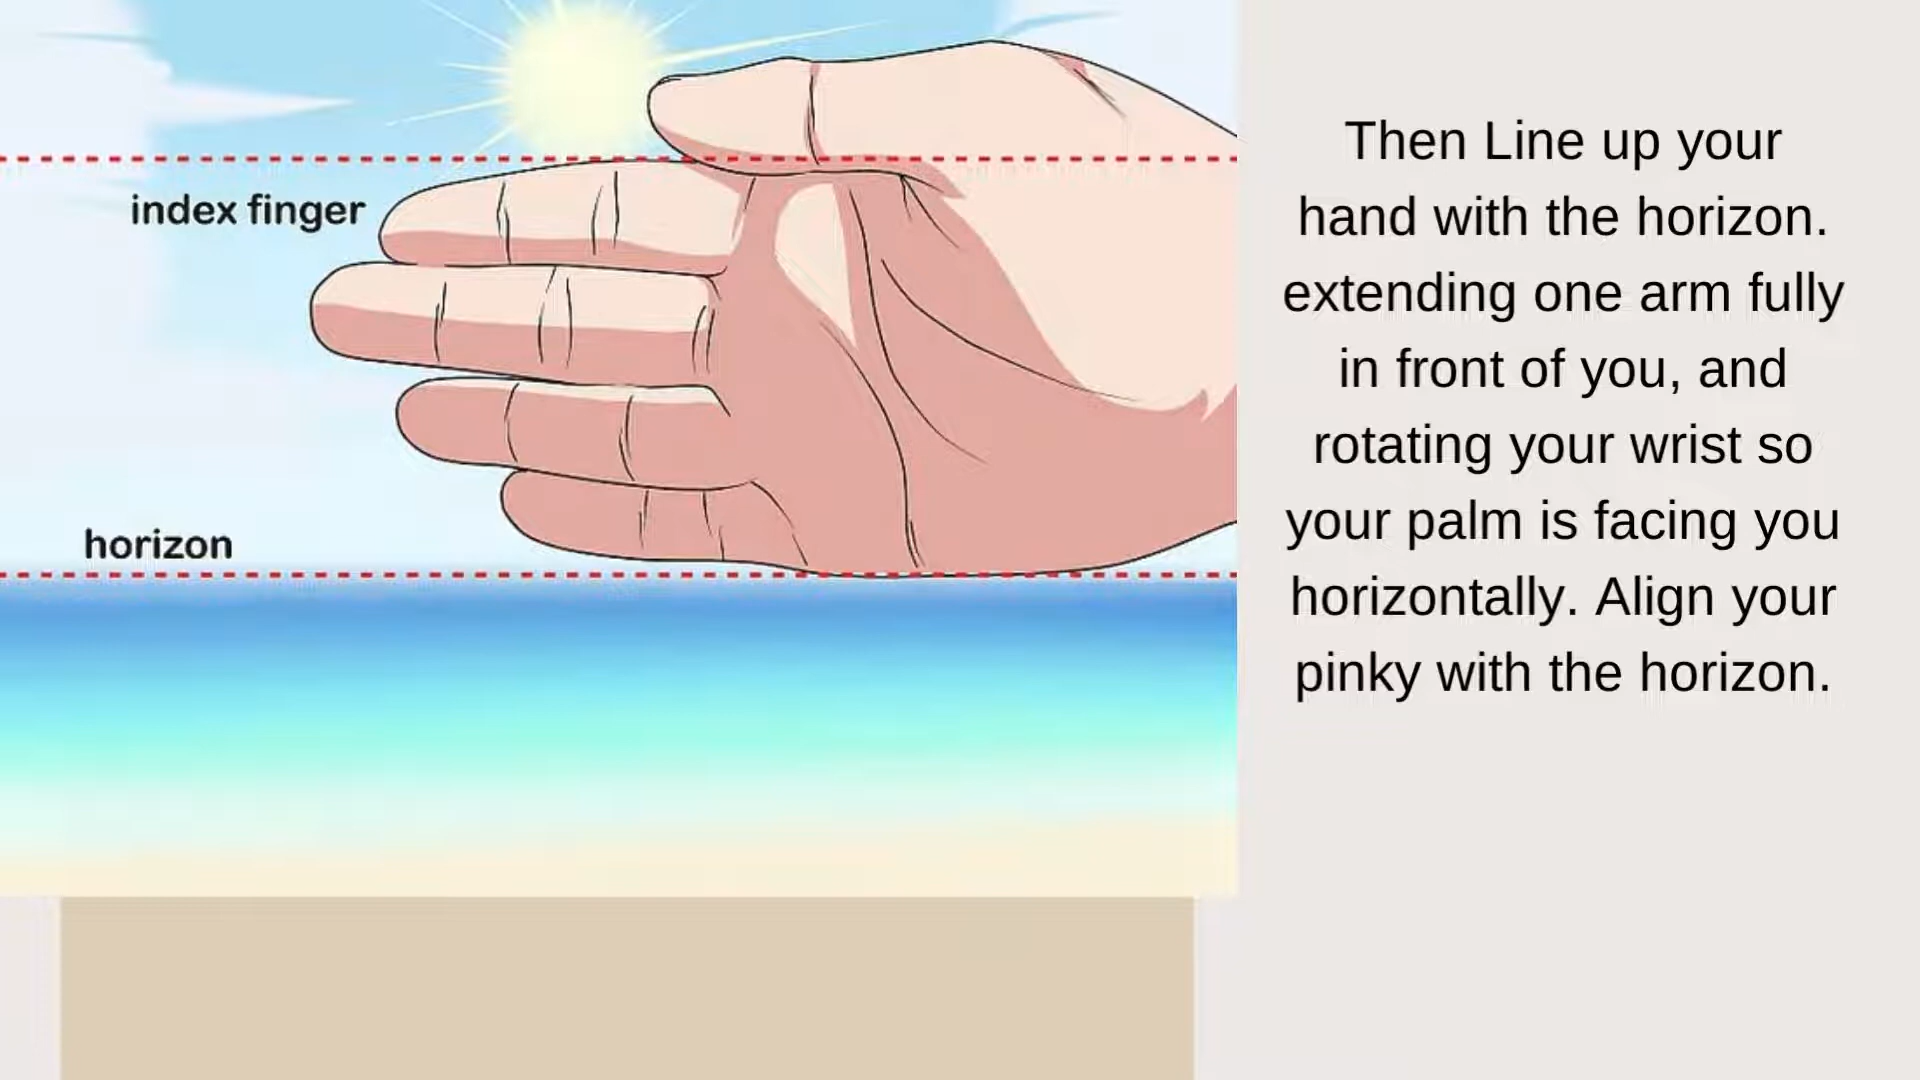 index finger
horizon
Then Line up your
hand with the horizon.
extending one arm fully
in front of you, and
rotating your wrist so
your palm is facing you
horizontally. Align your
pinky with the horizon.